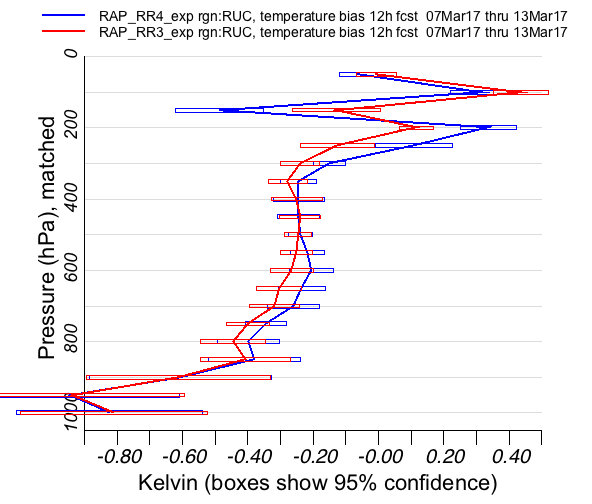 RAP_RR4_exp rgn:RUC, temperature bias 12h fcst  07Mar17 thru 13Mar17
RAP_RR3_exp rgn:RUC, temperature bias 12h fcst  07Mar17 thru 13Mar17
0
200
400
600
800
1000
Pressure (hPa), matched
-0.80 -0.60 -0.40 -0.20 -0.00 0.20 0.40
Kelvin (boxes show 95% confidence)